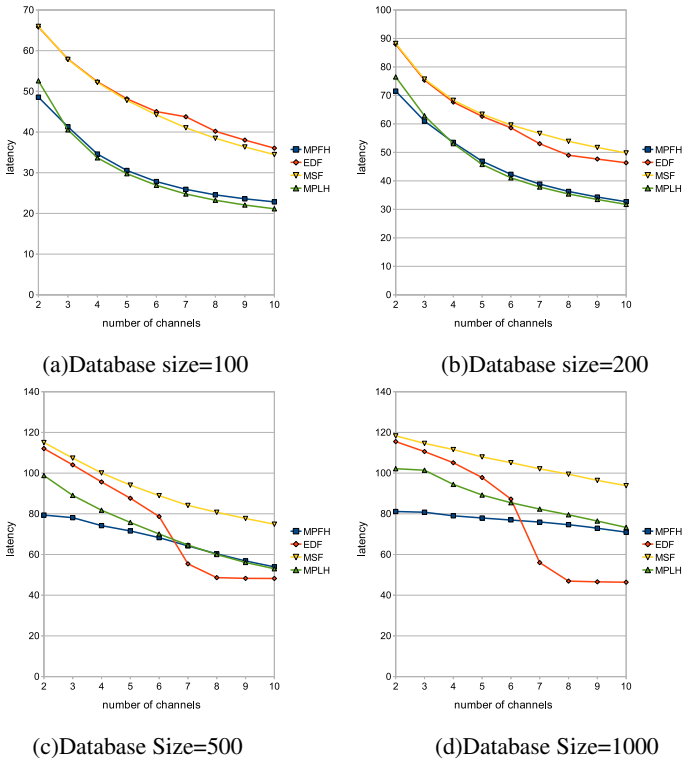 70
60
50
40
30
20
10
0
latency
2 3 4 5 6 7 8 9 10
number of channels
MPFH
EDF
MSF
MPLH
(a)Database size=100
100
90
80
70
60
50
40
30
20
10
0
latency
2 3 4 5 6 7 8 9 10
number of channels
MPFH
EDF
MSF
MPLH
(b)Database size=200
140
120
100
80
60
40
20
0
latency
2 3 4 5 6 7 8 9 10
number of channels
MPFH
EDF
MSF
MPLH
(c)Database Size=500
140
120
100
80
60
40
20
0
latency
2 3 4 5 6 7 8 9 10
number of channels
MPFH
EDF
MSF
MPLH
(d)Database Size=1000